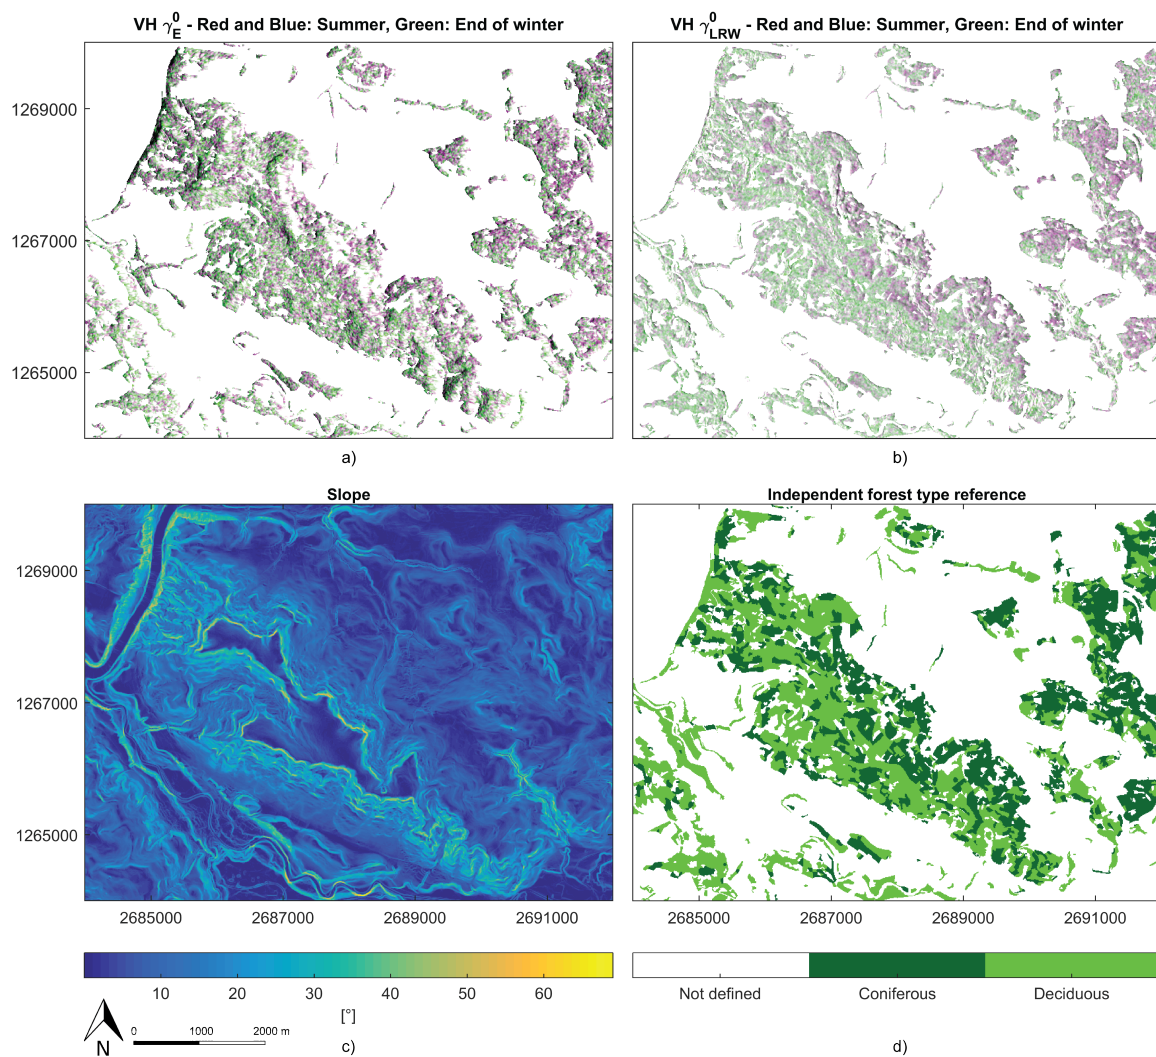 VH γ0E - Red and Blue: Summer, Green: End of winter
VH γ0LRW - Red and Blue: Summer, Green: End of winter
1269000
1267000
1265000
a)
b)
Slope
Independent forest type reference
1269000
1267000
1265000
2685000 2687000 2689000 2691000
2685000 2687000 2689000 2691000
10 20 30 40 50 60
[°]
Not defined Coniferous Deciduous
N
0 1000 2000 m
c)
d)